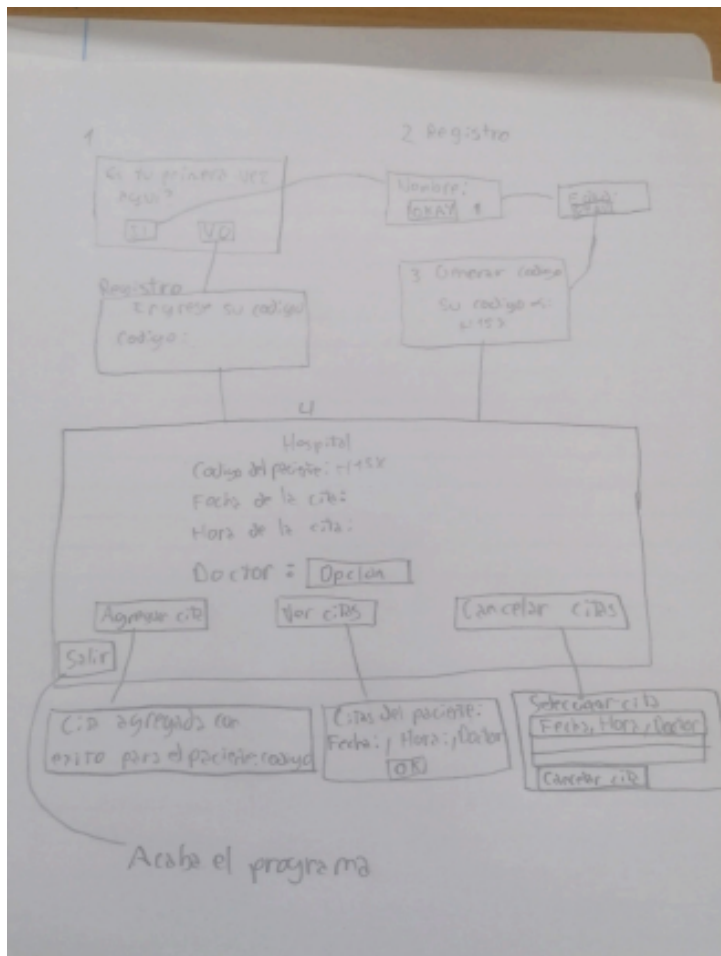 1
2 Registro
Es tu primera vez
aqui?
SI NO
Nombre:
OKAY
Edad:
Registro
Ingrese su codigo
codigo:
3 Generar codigo
su codigo es:
4
Hospital
Codigo del paciente:
Fecha de la cita:
Hora de la cita:
Doctor: Opcion
Agregar cita
Ver citas
Cancelar citas
Salir
Cita agregada con
exito para el paciente:codigo
Citas del paciente:
Fecha:, Hora:,Doctor
OK
Seleccionar cita
Fecha, Hora, Doctor
Cancelar cita
Acaba el programa